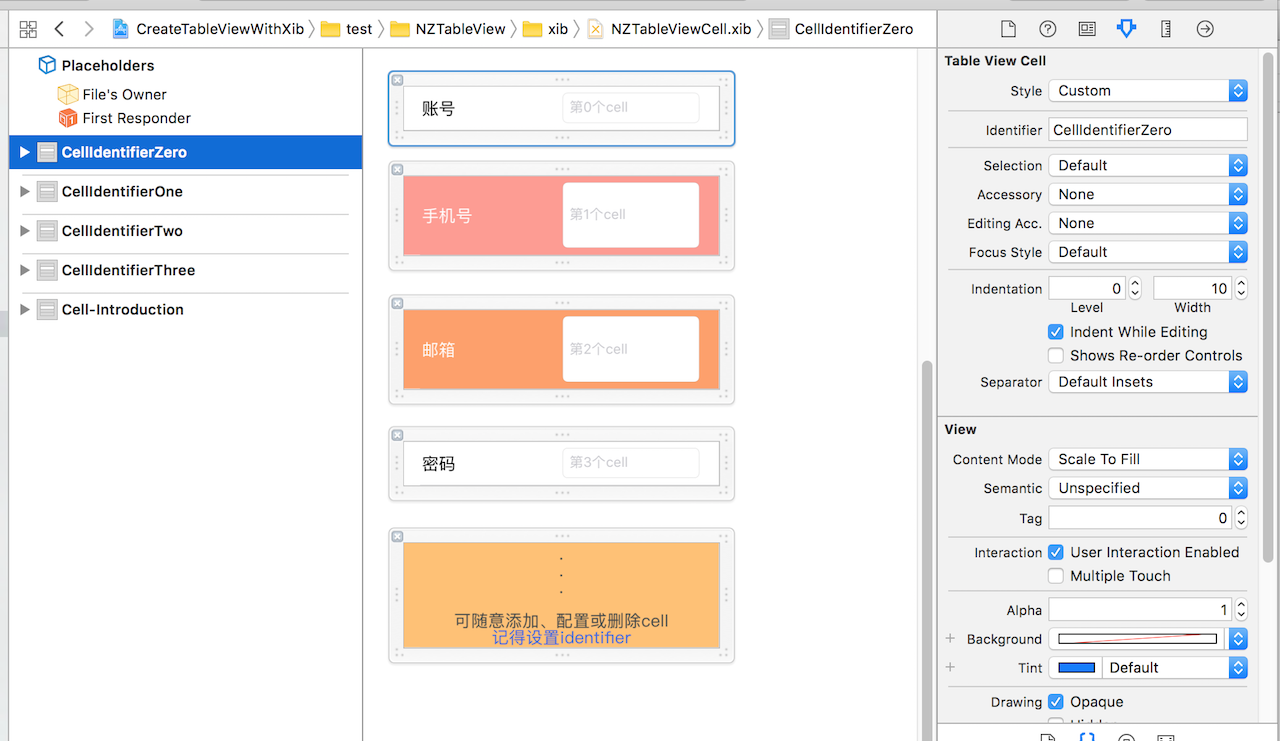 CreateTableViewWithXib
test
NZTableView
xib
NZTableViewCell.xib
CellIdentifierZero
Placeholders
File's Owner
First Responder
CellIdentifierZero
CellIdentifierOne
CellIdentifierTwo
CellIdentifierThree
Cell-Introduction
账号
第0个cell
手机号
第1个cell
邮箱
第2个cell
密码
第3个cell
可随意添加、配置或删除cell
记得设置identifier
Table View Cell
Style Custom
Identifier CellIdentifierZero
Selection Default
Accessory None
Editing Acc. None
Focus Style Default
Indentation 0 10
Level Width
Indent While Editing
Shows Re-order Controls
Separator Default Insets
View
Content Mode Scale To Fill
Semantic Unspecified
Tag 0
Interaction User Interaction Enabled
Multiple Touch
Alpha 1
Background
Tint Default
Drawing Opaque